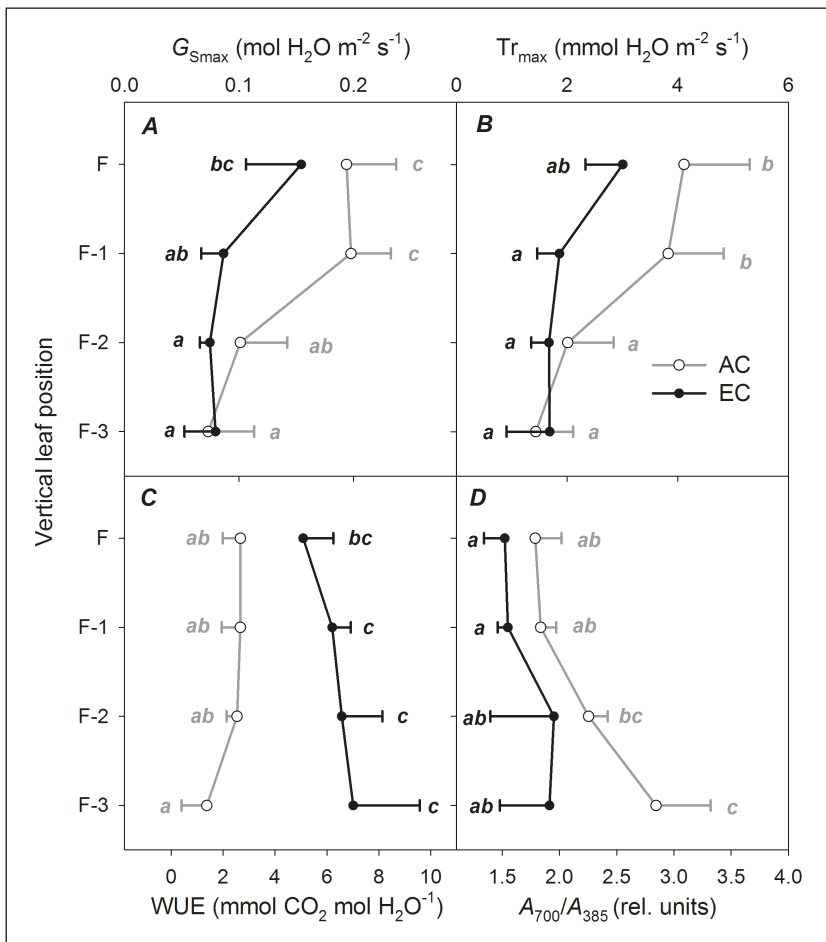 G_Smax (mol H2O m⁻² s⁻¹) Tr_max (mmol H2O m⁻² s⁻¹)
0.0 0.1 0.2 0 2 4 6
A B
F bc c ab b
F-1 ab c a b
F-2 a ab a a
AC
EC
F-3 a a a a
Vertical leaf position
C D
F ab bc a ab
F-1 ab c a ab
F-2 ab c ab bc
F-3 a c ab c
0 2 4 6 8 10 1.5 2.0 2.5 3.0 3.5 4.0
WUE (mmol CO2 mol H2O⁻¹) A700/A385 (rel. units)